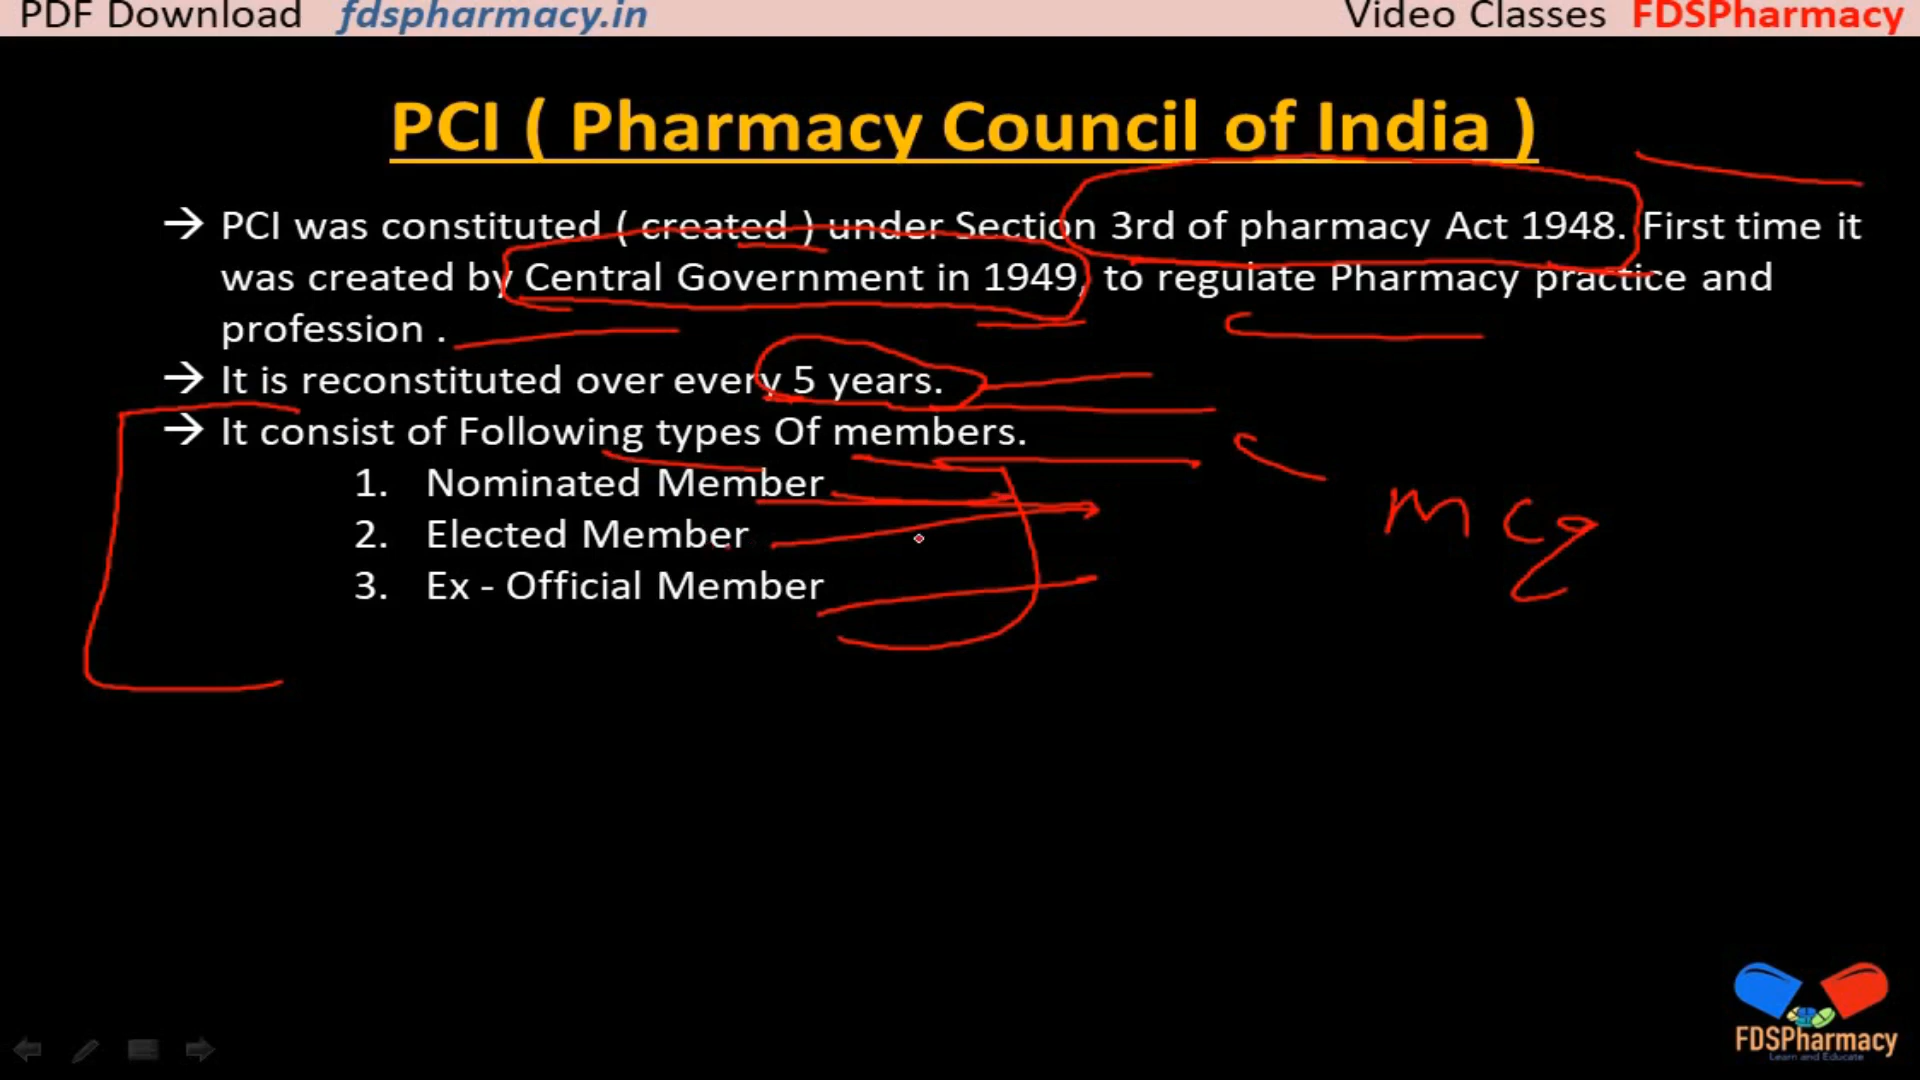 PDF Download fdspharmacy.in Video Classes FDSPharmacy
PCI ( Pharmacy Council of India )
→ PCI was constituted ( created ) under Section 3rd of pharmacy Act 1948. First time it
was created by Central Government in 1949, to regulate Pharmacy practice and
profession .
→ It is reconstituted over every 5 years.
→ It consist of Following types Of members.
1. Nominated Member
2. Elected Member
3. Ex - Official Member
mcq
FDSPharmacy
Learn and Educate